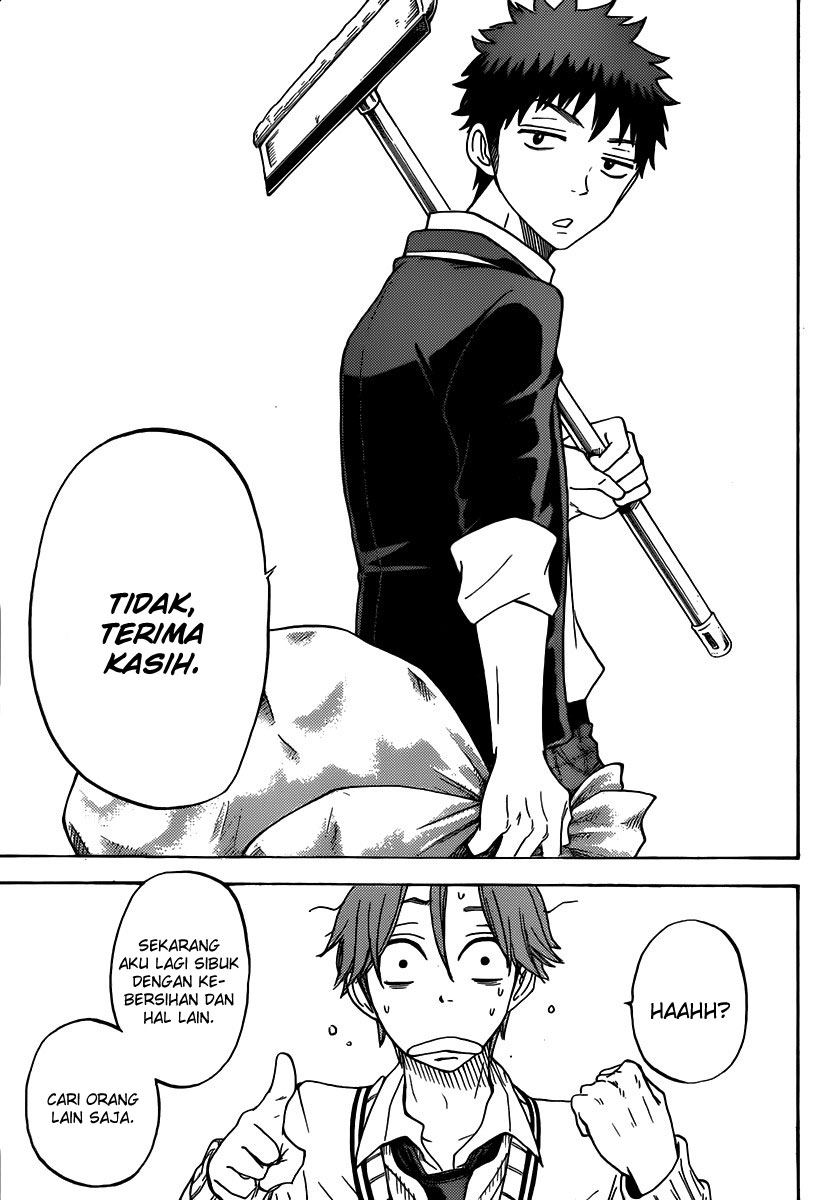 TIDAK,
TERIMA
KASIH.
HAAHH?
SEKARANG
AKU LAGI SIBUK
DENGAN KE-
BERSIHAN DAN
HAL LAIN.
CARI ORANG
LAIN SAJA.